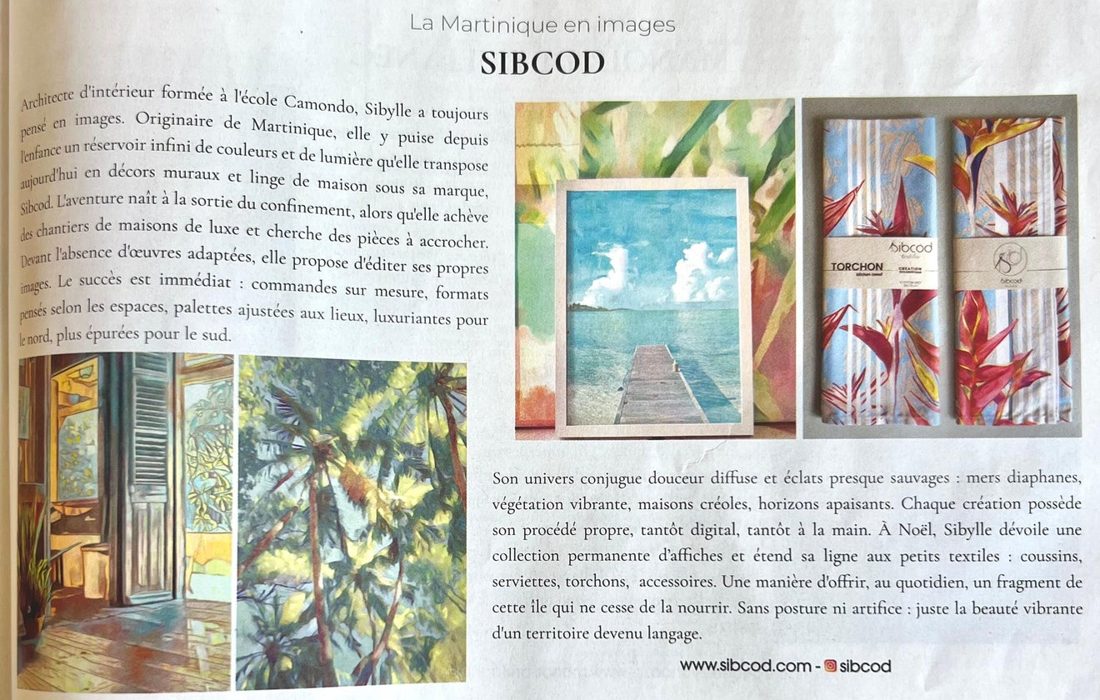 La Martinique en images
SIBCOD
Architecte d'intérieur formée à l'école Camondo, Sibylle a toujours
pensé en images. Originaire de Martinique, elle y puise depuis
l'enfance un réservoir infini de couleurs et de lumière qu'elle transpose
aujourd'hui en décors muraux et linge de maison sous sa marque,
Sibcod. L'aventure naît à la sortie du confinement, alors qu'elle achève
des chantiers de maisons de luxe et cherche des pièces à accrocher.
Devant l'absence d'œuvres adaptées, elle propose d'éditer ses propres
images. Le succès est immédiat : commandes sur mesure, formats
pensés selon les espaces, palettes ajustées aux lieux, luxuriantes pour
le nord, plus épurées pour le sud.
sibcod
TORCHON
CRÉATION
sibcod
Son univers conjugue douceur diffuse et éclats presque sauvages : mers diaphanes,
végétation vibrante, maisons créoles, horizons apaisants. Chaque création possède
son procédé propre, tantôt digital, tantôt à la main. À Noël, Sibylle dévoile une
collection permanente d'affiches et étend sa ligne aux petits textiles : coussins,
serviettes, torchons, accessoires. Une manière d'offrir, au quotidien, un fragment de
cette île qui ne cesse de la nourrir. Sans posture ni artifice : juste la beauté vibrante
d'un territoire devenu langage.
www.sibcod.com - sibcod